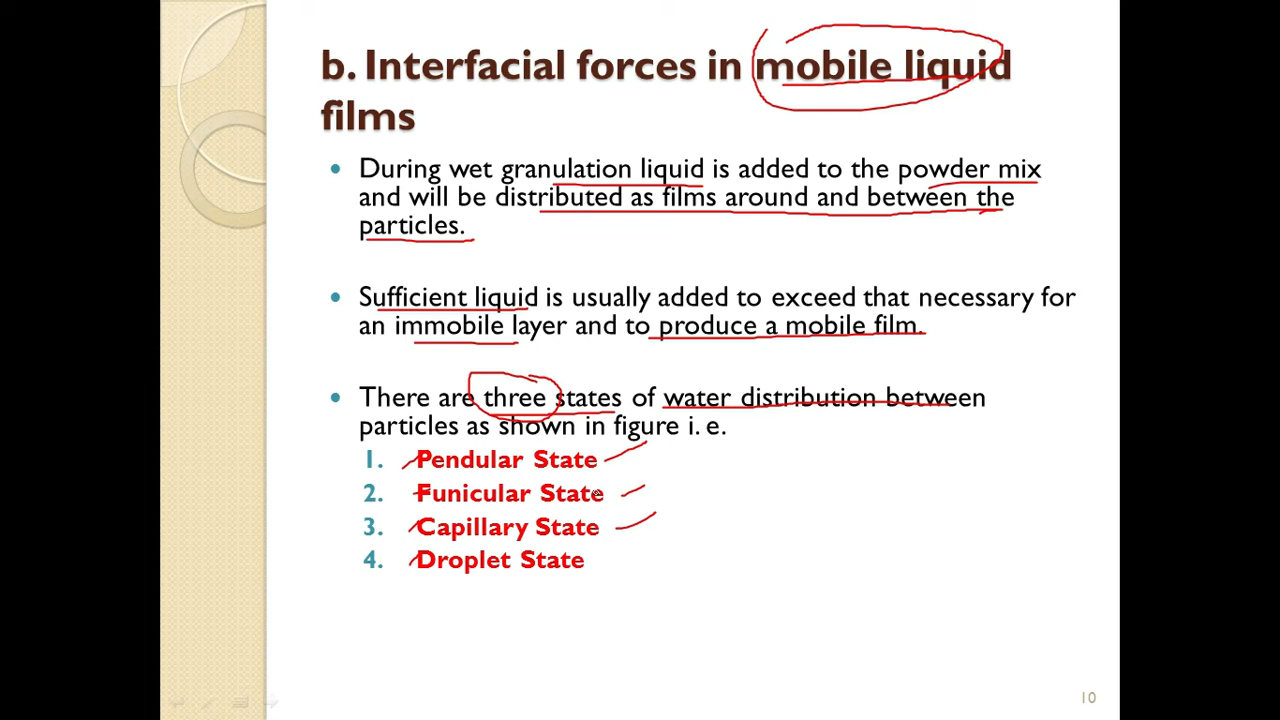 b. Interfacial forces in mobile liquid
films
• During wet granulation liquid is added to the powder mix
and will be distributed as films around and between the
particles.
• Sufficient liquid is usually added to exceed that necessary for
an immobile layer and to produce a mobile film.
• There are three states of water distribution between
particles as shown in figure i. e.
1. Pendular State
2. Funicular State
3. Capillary State
4. Droplet State
10